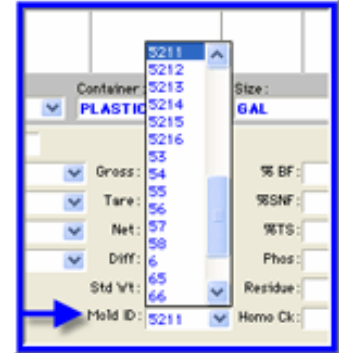 5211
5212
Container: 5213 Size:
PLASTIC 5214 GAL
5215
5216
53
Gross: 54 % BF:
55
Tare: 56 %SNF:
Net: 57 %TS:
58
Diff: 6 Phos:
65
Std Wt: 66 Residue:
Mold ID: 5211 Homo Ck: